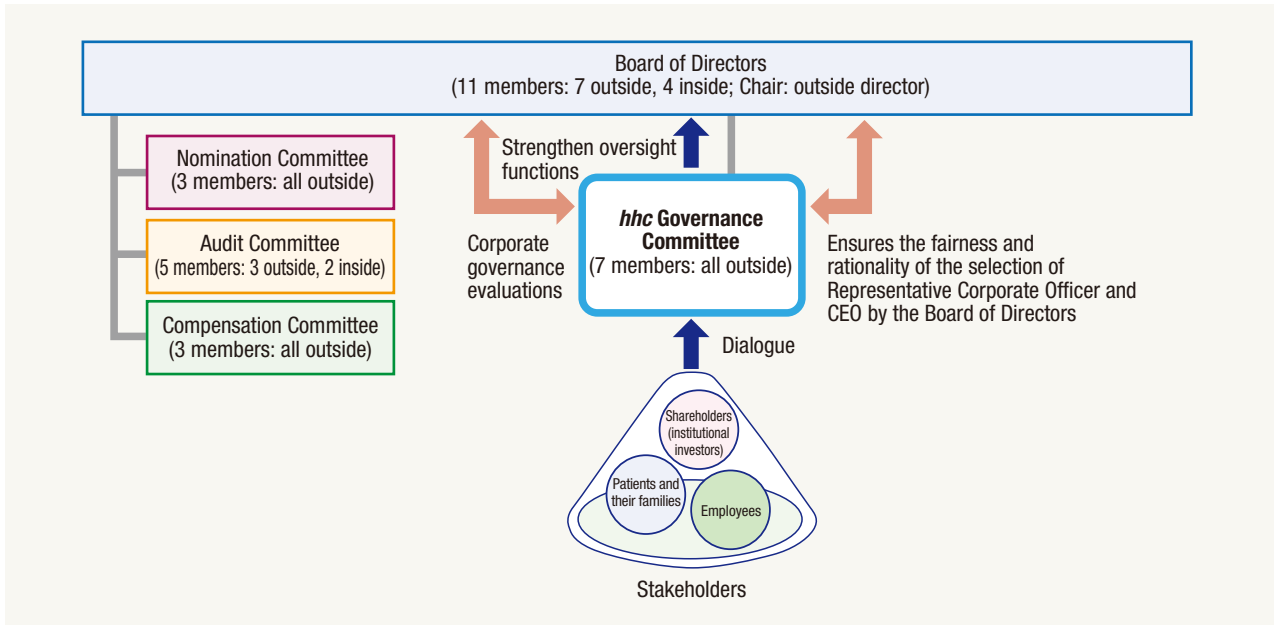 Board of Directors
(11 members: 7 outside, 4 inside; Chair: outside director)
Nomination Committee
(3 members: all outside)
Audit Committee
(5 members: 3 outside, 2 inside)
Compensation Committee
(3 members: all outside)
Strengthen oversight
functions
hhc Governance
Committee
(7 members: all outside)
Corporate
governance
evaluations
Ensures the fairness and
rationality of the selection of
Representative Corporate Officer and
CEO by the Board of Directors
Dialogue
Shareholders
(institutional
investors)
Patients and
their families
Employees
Stakeholders